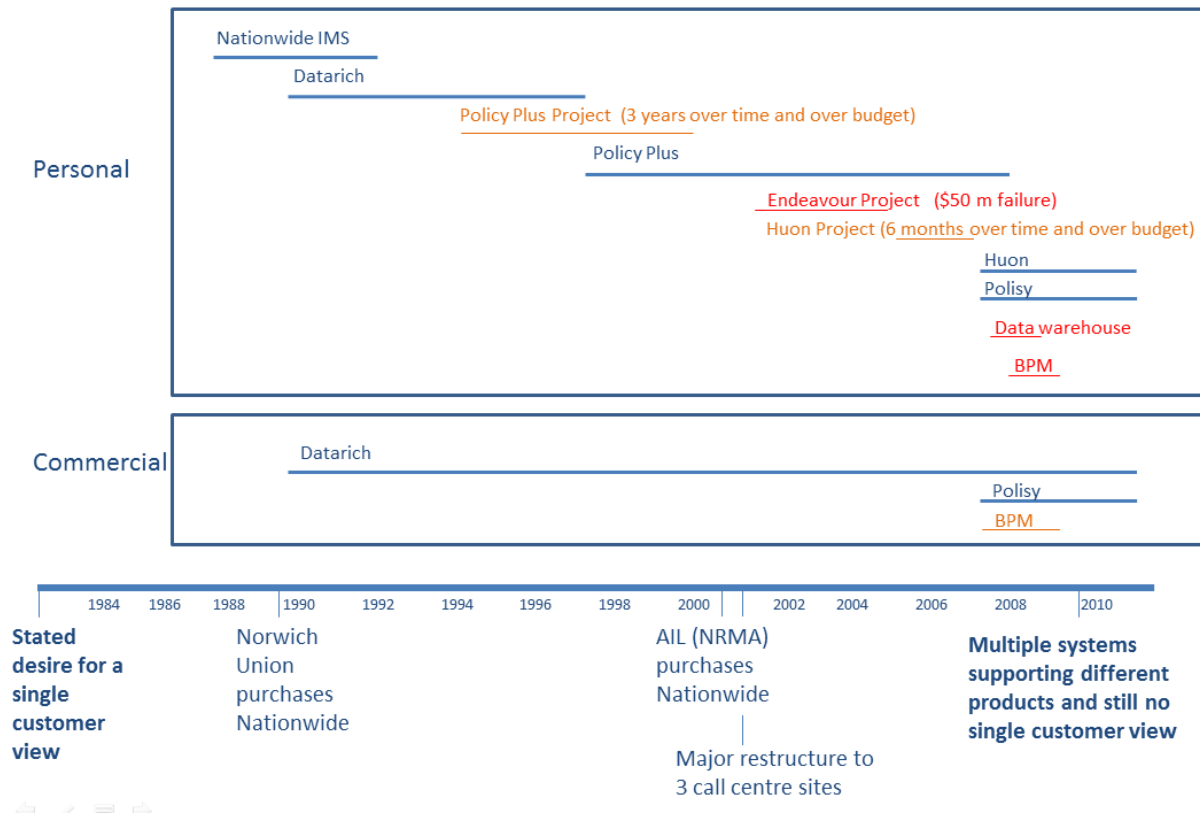 Nationwide IMS
Datarich
Policy Plus Project (3 years over time and over budget)
Policy Plus
Personal
Endeavour Project ($50 m failure)
Huon Project (6 months over time and over budget)
Huon
Polisy
Data warehouse
BPM
Commercial
Datarich
Polisy
BPM
1984 1986 1988 1990 1992 1994 1996 1998 2000 2002 2004 2006 2008 2010
Stated
desire for a
single
customer
view
Norwich
Union
purchases
Nationwide
AIL (NRMA)
purchases
Nationwide
Major restructure to
3 call centre sites
Multiple systems
supporting different
products and still no
single customer view